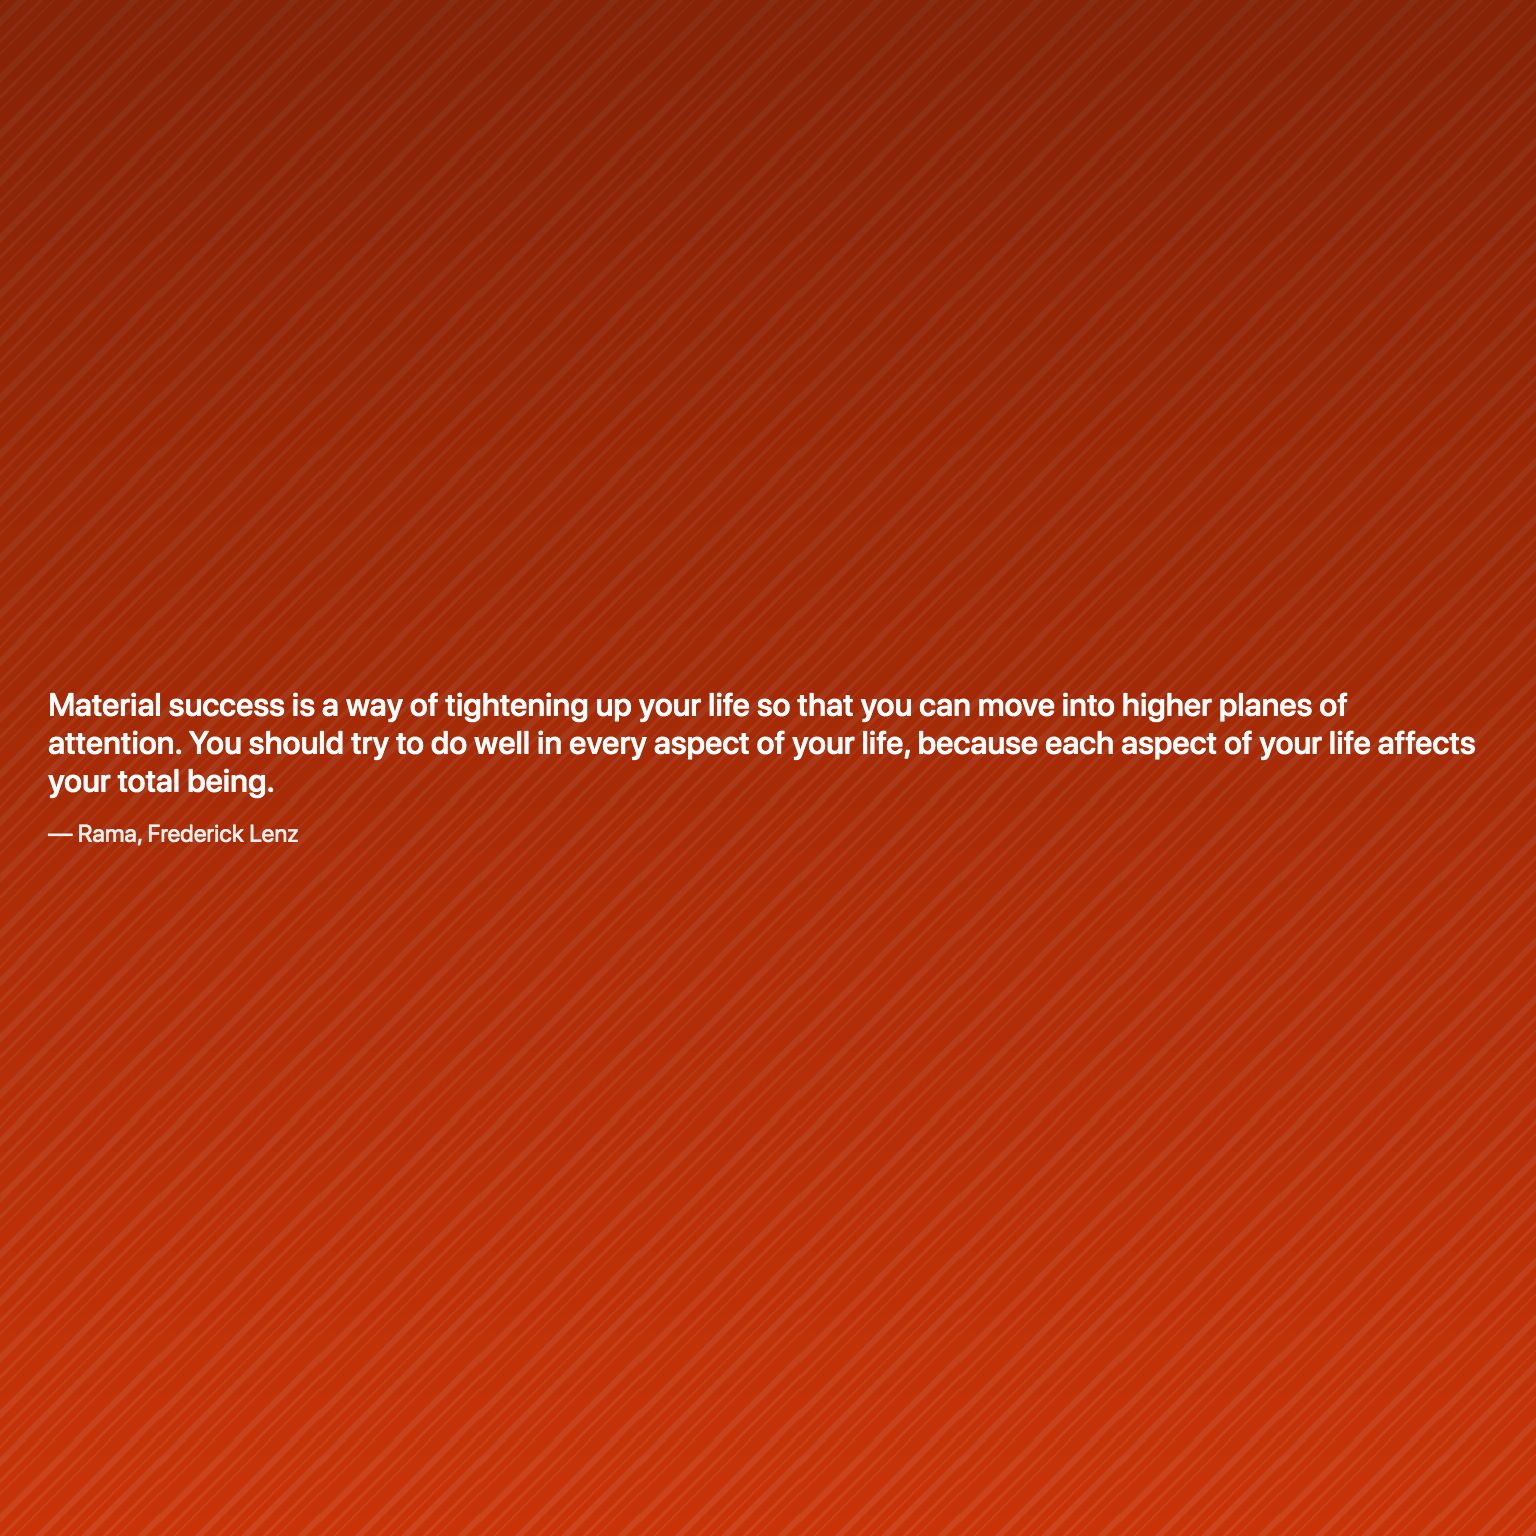 Material success is a way of tightening up your life so that you can move into higher planes of
attention. You should try to do well in every aspect of your life, because each aspect of your life affects
your total being.
— Rama, Frederick Lenz